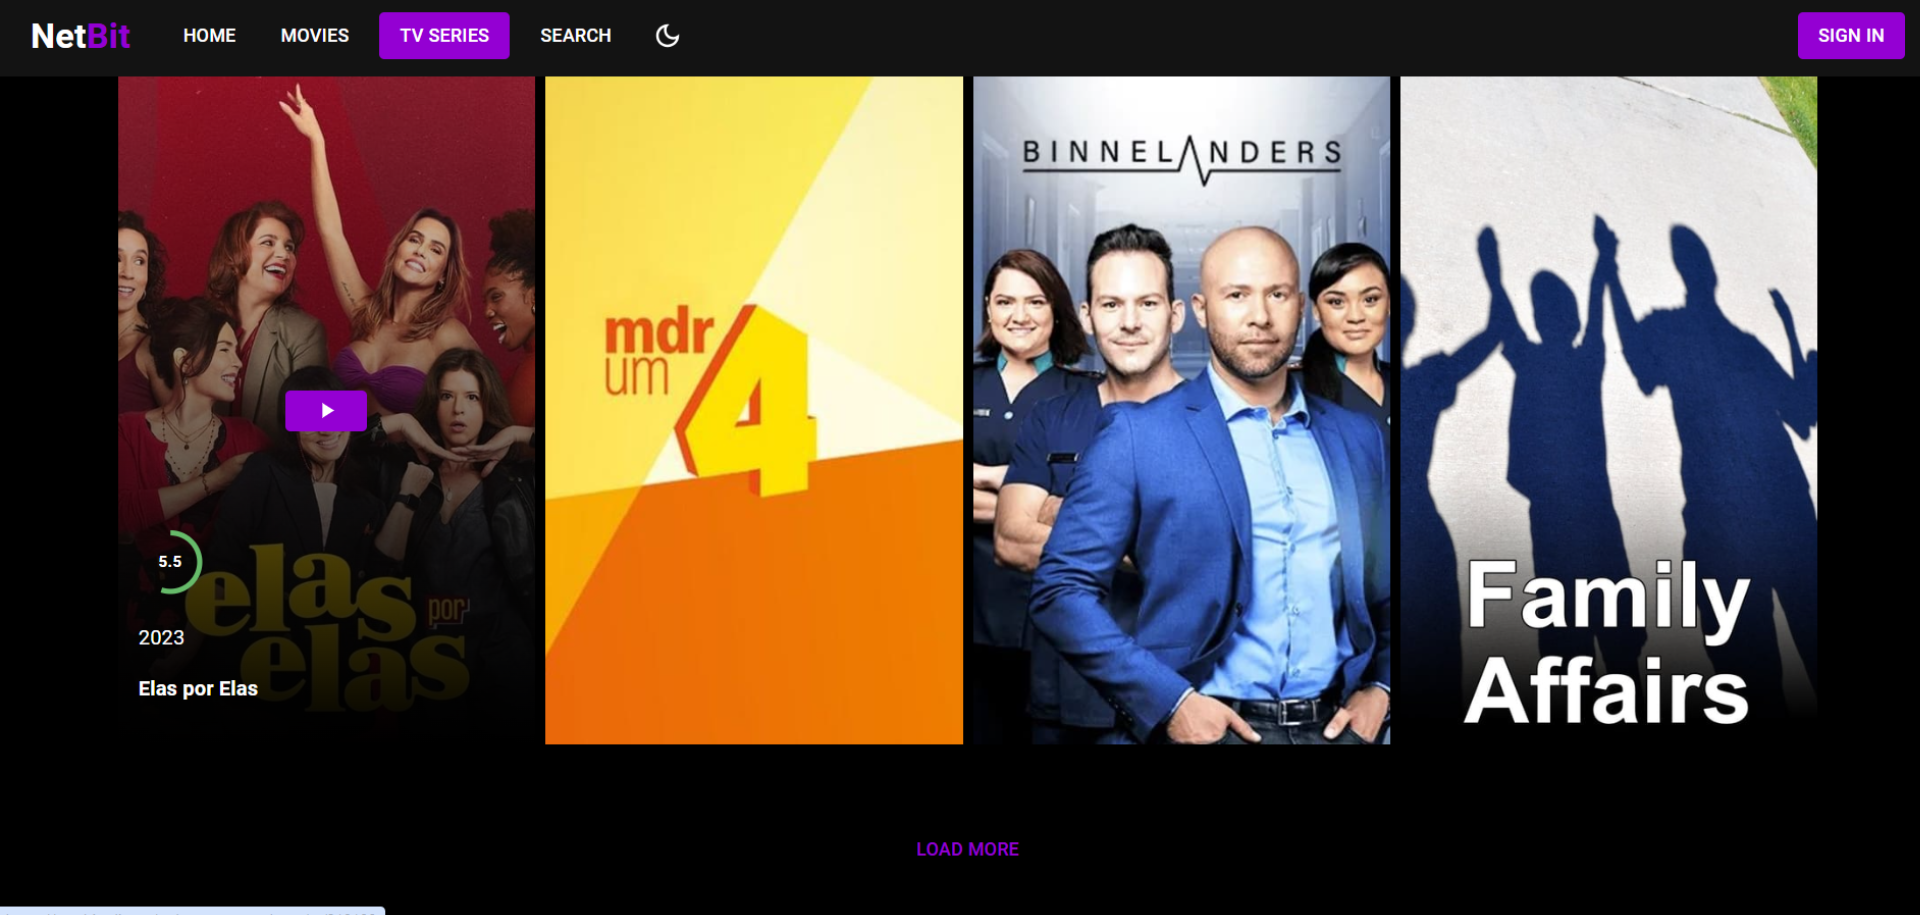 NetBit
HOME
MOVIES
TV SERIES
SEARCH
SIGN IN
5.5
2023
Elas por Elas
elas
por
elas
mdr
um
4
BINNELANDERS
Family
Affairs
LOAD MORE